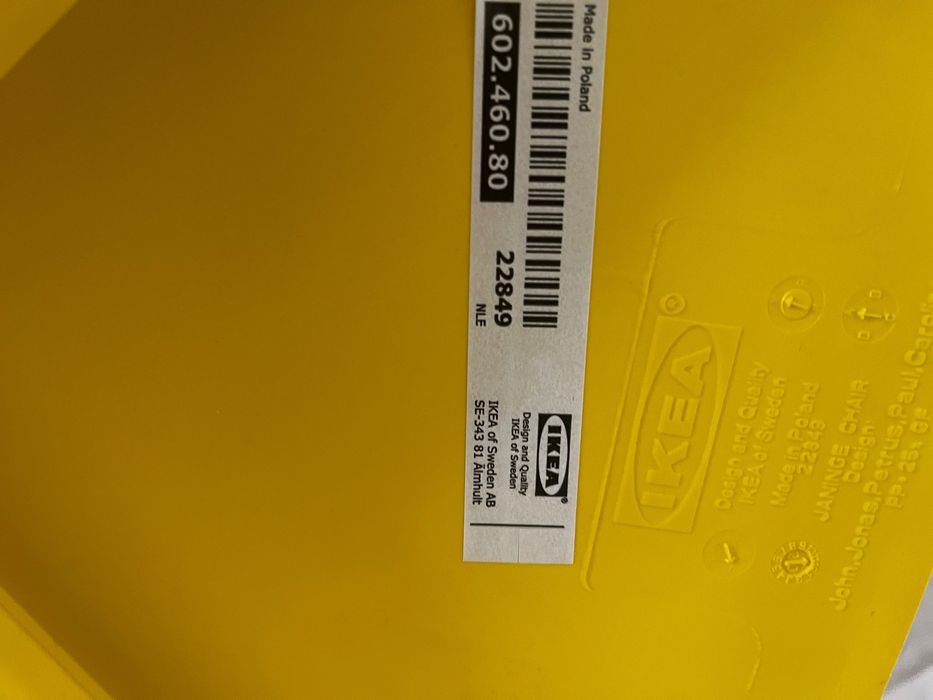 Made in Poland
602.460.80
22849
NLE
IKEA®
Design and Quality
IKEA of Sweden
IKEA of Sweden AB
SE-343 81 Älmhult
IKEA®
Design and Quality
IKEA of Sweden
Made in Poland
22849
JANINGE CHAIR
Design:
John,Jonas,Petrus,Paul,